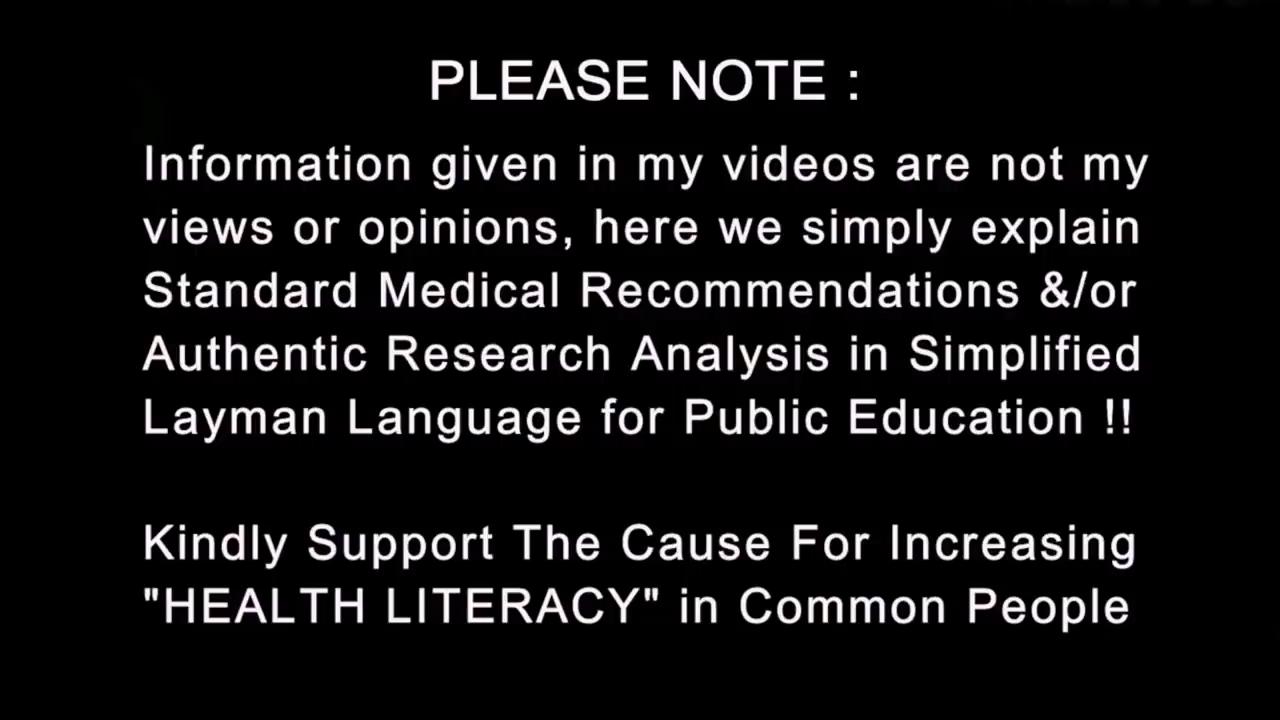 PLEASE NOTE :
Information given in my videos are not my
views or opinions, here we simply explain
Standard Medical Recommendations &/or
Authentic Research Analysis in Simplified
Layman Language for Public Education !!
Kindly Support The Cause For Increasing
"HEALTH LITERACY" in Common People